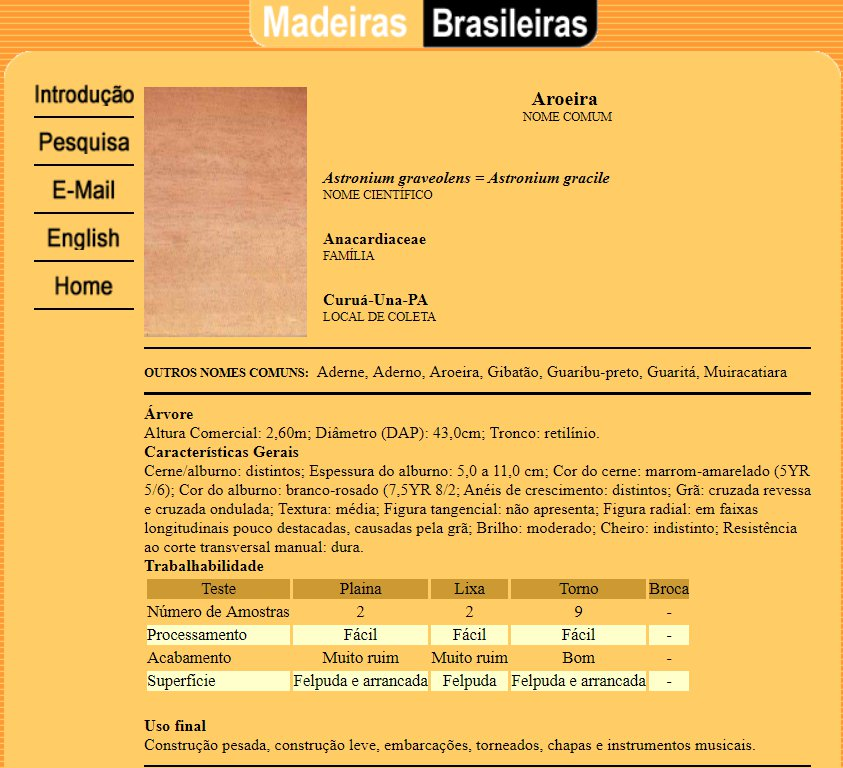 Madeiras Brasileiras
Introdução
Pesquisa
E-Mail
English
Home
Aroeira
NOME COMUM
Astronium graveolens = Astronium gracile
NOME CIENTÍFICO
Anacardiaceae
FAMÍLIA
Curuá-Una-PA
LOCAL DE COLETA
OUTROS NOMES COMUNS: Aderne, Aderno, Aroeira, Gibatão, Guaribu-preto, Guaritá, Muiracatiara
Árvore
Altura Comercial: 2,60m; Diâmetro (DAP): 43,0cm; Tronco: retilínio.
Características Gerais
Cerne/alburno: distintos; Espessura do alburno: 5,0 a 11,0 cm; Cor do cerne: marrom-amarelado (5YR
5/6); Cor do alburno: branco-rosado (7,5YR 8/2; Anéis de crescimento: distintos; Grã: cruzada revessa
e cruzada ondulada; Textura: média; Figura tangencial: não apresenta; Figura radial: em faixas
longitudinais pouco destacadas, causadas pela grã; Brilho: moderado; Cheiro: indistinto; Resistência
ao corte transversal manual: dura.
Trabalhabilidade
Teste Plaina Lixa Torno Broca
Número de Amostras 2 2 9 -
Processamento Fácil Fácil Fácil -
Acabamento Muito ruim Muito ruim Bom -
Superfície Felpuda e arrancada Felpuda Felpuda e arrancada -
Uso final
Construção pesada, construção leve, embarcações, torneados, chapas e instrumentos musicais.